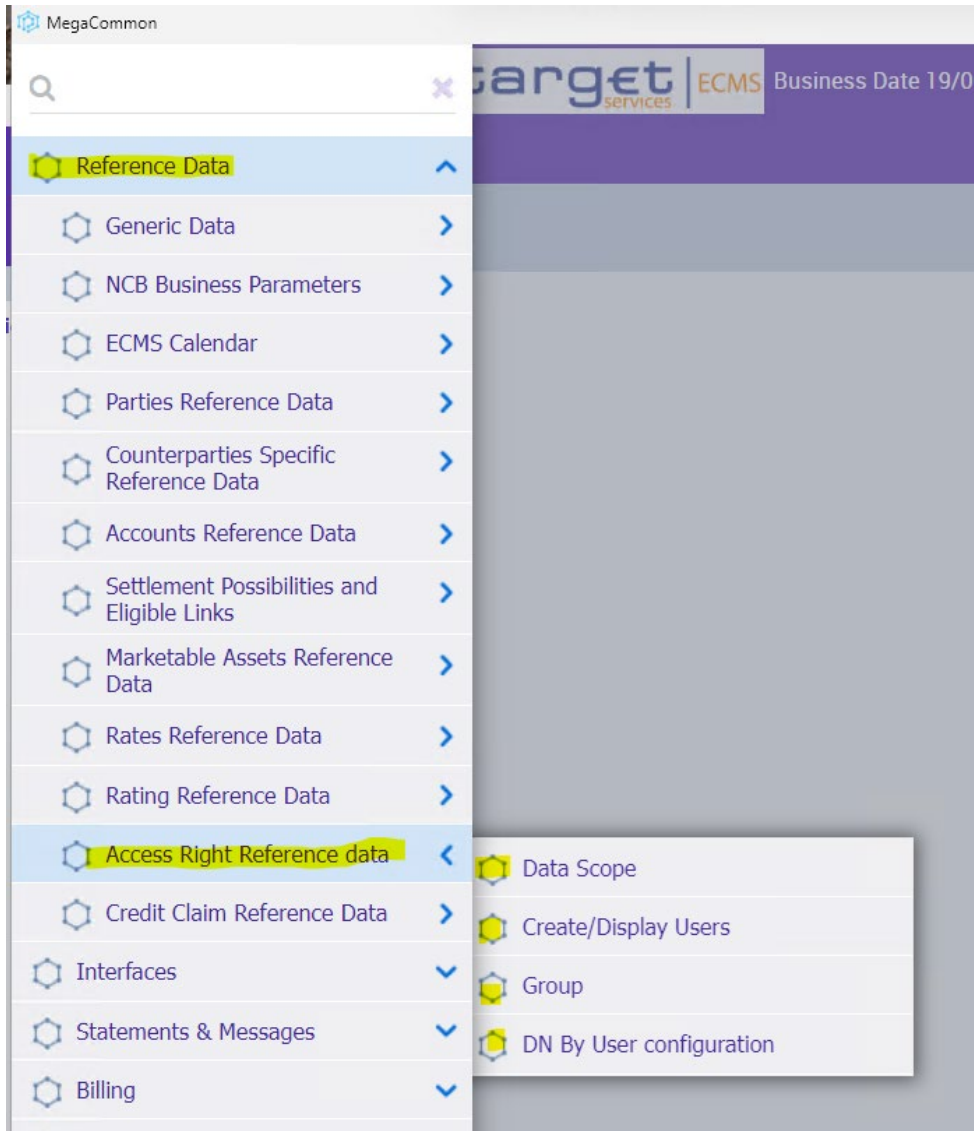 MegaCommon
target
services
ECMS
Business Date 19/0
Reference Data
Generic Data
NCB Business Parameters
ECMS Calendar
Parties Reference Data
Counterparties Specific
Reference Data
Accounts Reference Data
Settlement Possibilities and
Eligible Links
Marketable Assets Reference
Data
Rates Reference Data
Rating Reference Data
Access Right Reference data
Credit Claim Reference Data
Interfaces
Statements & Messages
Billing
Data Scope
Create/Display Users
Group
DN By User configuration